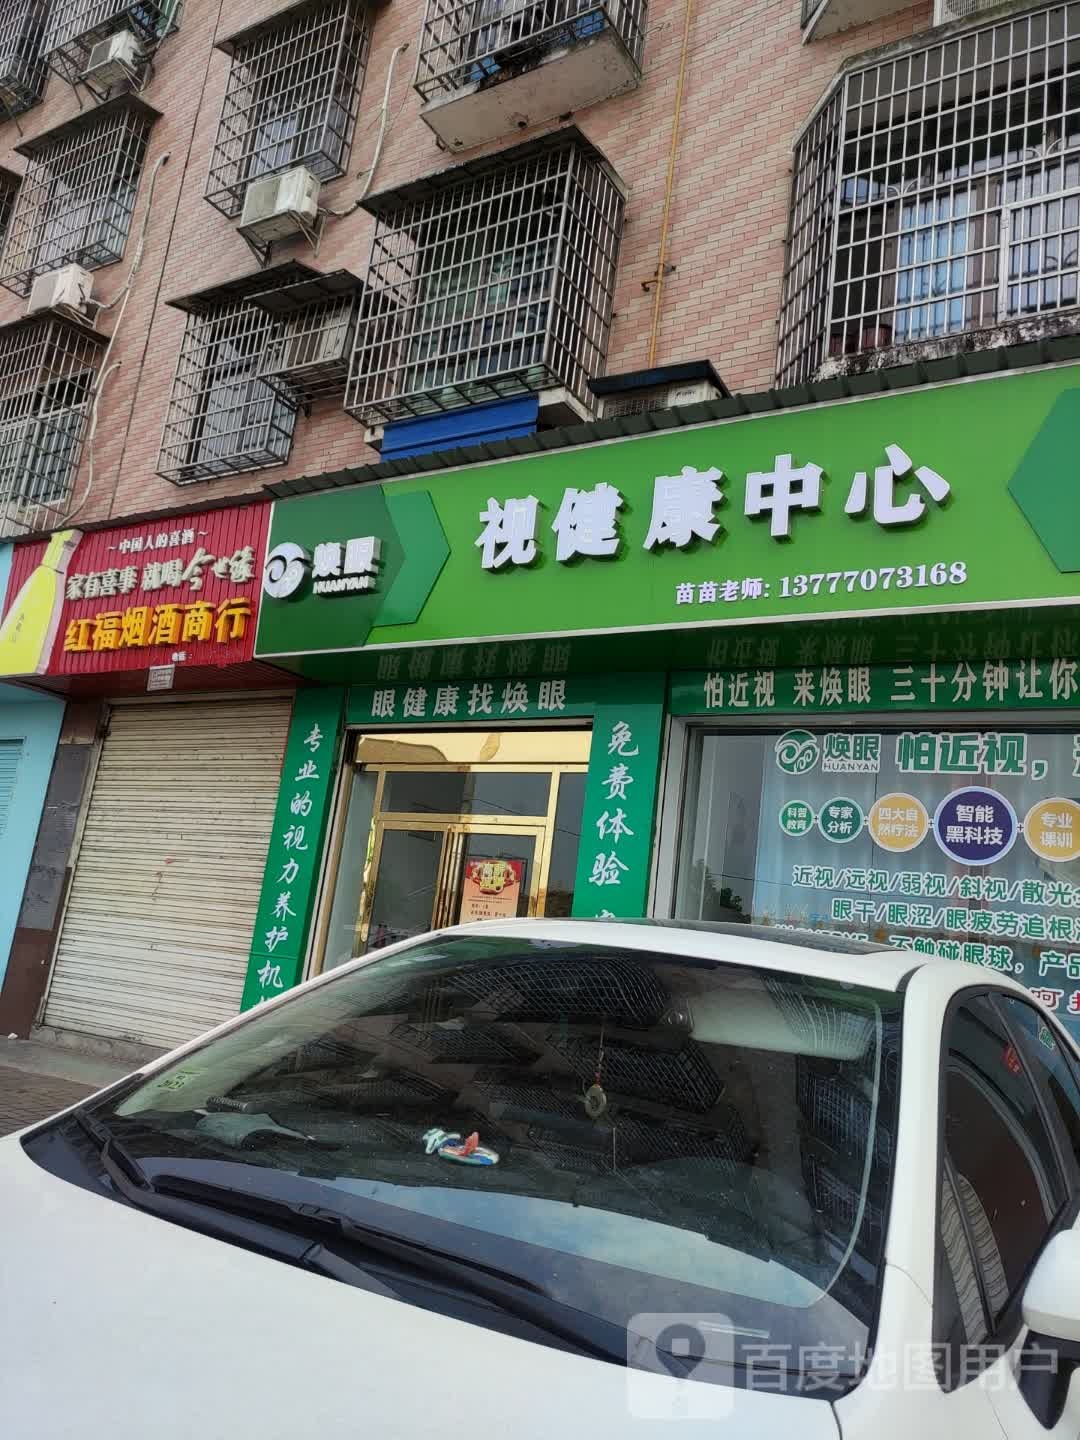 ~中国人的喜酒~
家有喜事 就喝今世缘
红福烟酒商行
焕眼
HUANYAN
视健康中心
苗苗老师: 13777073168
眼健康找焕眼
怕近视 来焕眼 三十分钟让你
专业的视力养护机
免费体验
焕眼
HUANYAN
怕近视,
科普教育
专家分析
四大自然疗法
智能黑科技
专业课训
近视/远视/弱视/斜视/散光
眼干/眼涩/眼疲劳追根
不触碰眼球，产品
百度地图用户